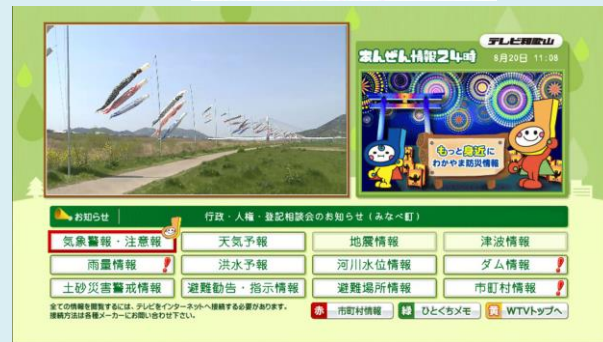 テレビ和歌山
あんぜん情報24時
5月20日 11:08
もっと身近に
わかやま防災情報
お知らせ
行政・人権・登記相談会のお知らせ（みなべ町）
気象警報・注意報 天気予報 地震情報 津波情報
雨量情報 洪水予報 河川水位情報 ダム情報
土砂災害警戒情報 避難勧告・指示情報 避難場所情報 市町村情報
全ての情報を閲覧するには、テレビをインターネットへ接続する必要があります。
接続方法は各種メーカーにお問い合わせ下さい。
赤 市町村情報 緑 ひとくちメモ 黄 WTVトップへ